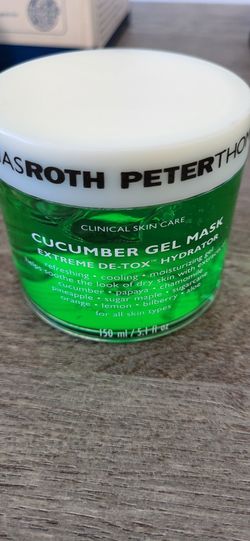 ASROTH PETERTHO
CLINICAL SKIN CARE
CUCUMBER GEL MASK
EXTREME DE-TOX™ HYDRATOR
refreshing • cooling • moisturizing gel
helps soothe the look of dry skin with extracts
cucumber • papaya • chamomile
pineapple • sugar maple • sugarcane
orange • lemon • bilberry • aloe
for all skin types
150 ml / 5.1 fl oz